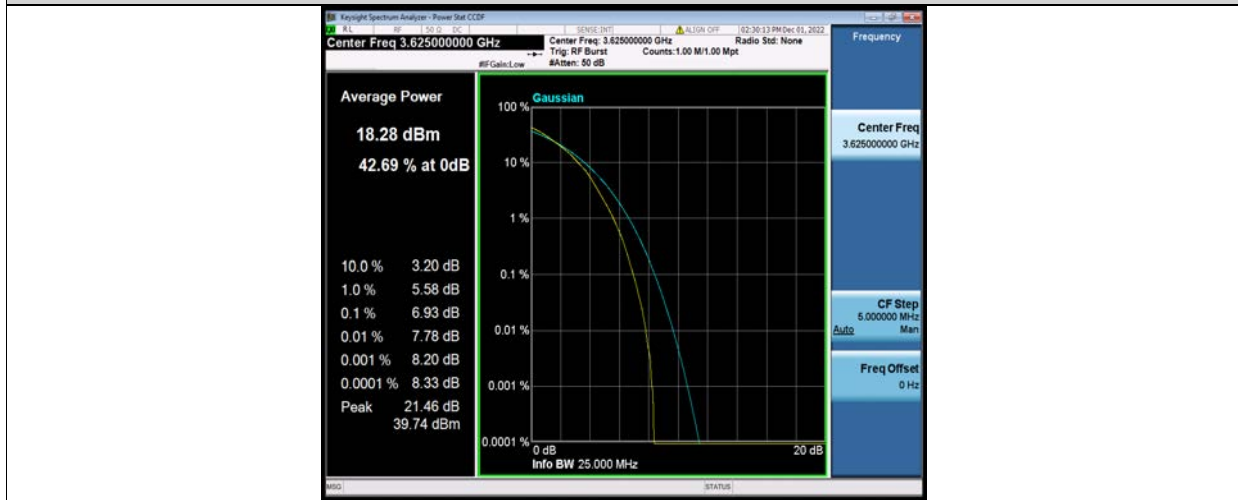 Keysight Spectrum Analyzer - Power Stat CCDF
RL RF 50 Ω DC SENSE:INT ALIGN OFF 02:30:13 PM Dec 01, 2022
Center Freq 3.625000000 GHz
Center Freq: 3.625000000 GHz Radio Std: None
Trig: RF Burst Counts:1.00 M/1.00 Mpt
#IFGain:Low #Atten: 50 dB
Frequency
Average Power
18.28 dBm
42.69 % at 0dB
10.0 % 3.20 dB
1.0 % 5.58 dB
0.1 % 6.93 dB
0.01 % 7.78 dB
0.001 % 8.20 dB
0.0001 % 8.33 dB
Peak 21.46 dB
39.74 dBm
Gaussian
100 %
10 %
1 %
0.1 %
0.01 %
0.001 %
0.0001 %
0 dB 20 dB
Info BW 25.000 MHz
Center Freq
3.625000000 GHz
CF Step
5.000000 MHz
Auto Man
Freq Offset
0 Hz
MSG STATUS